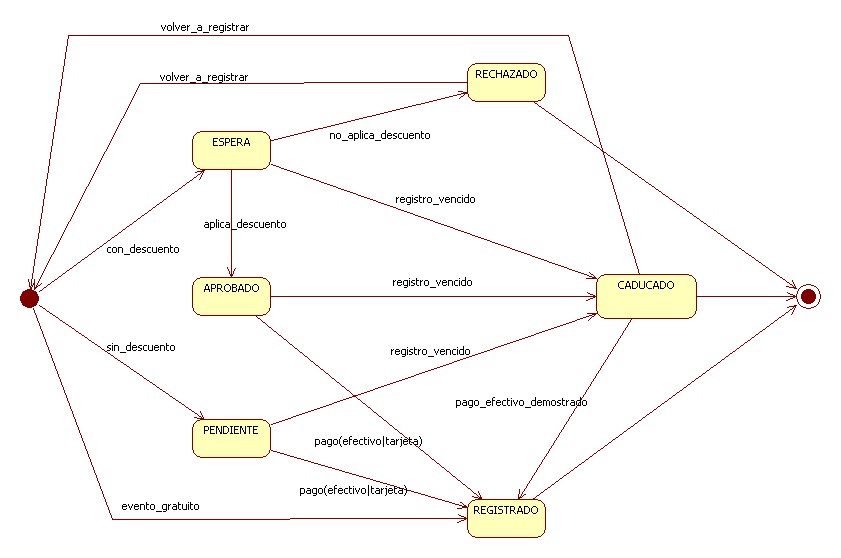 volver_a_registrar
RECHAZADO
volver_a_registrar
no_aplica_descuento
ESPERA
registro_vencido
aplica_descuento
con_descuento
registro_vencido
APROBADO
CADUCADO
sin_descuento
registro_vencido
pago_efectivo_demostrado
PENDIENTE
pago(efectivo|tarjeta)
pago(efectivo|tarjeta)
evento_gratuito
REGISTRADO